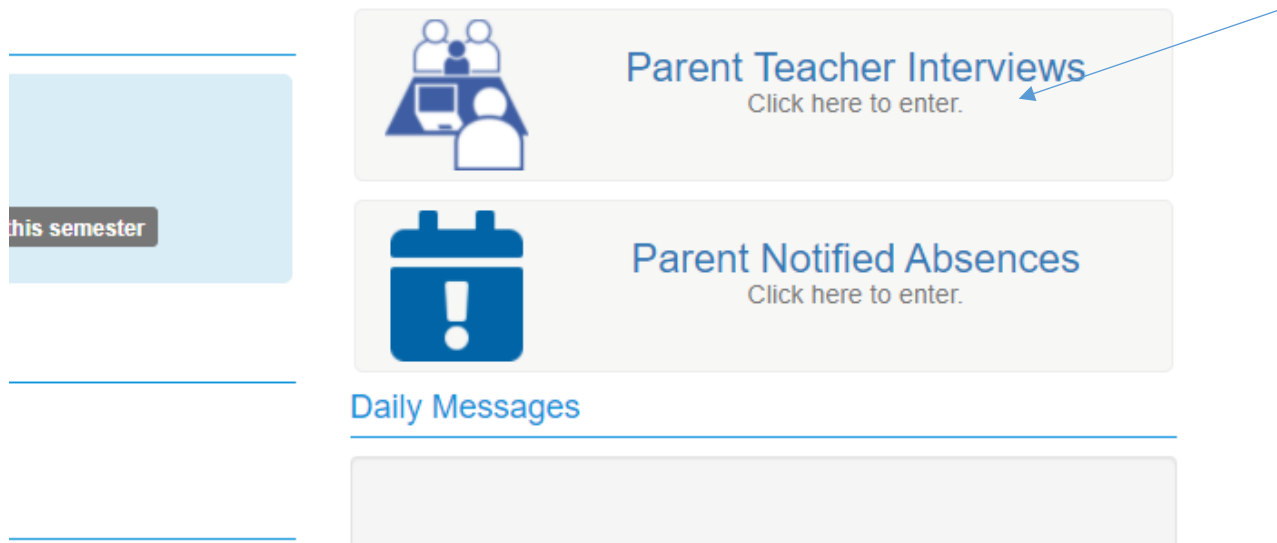 Parent Teacher Interviews
Click here to enter.
this semester
Parent Notified Absences
Click here to enter.
Daily Messages